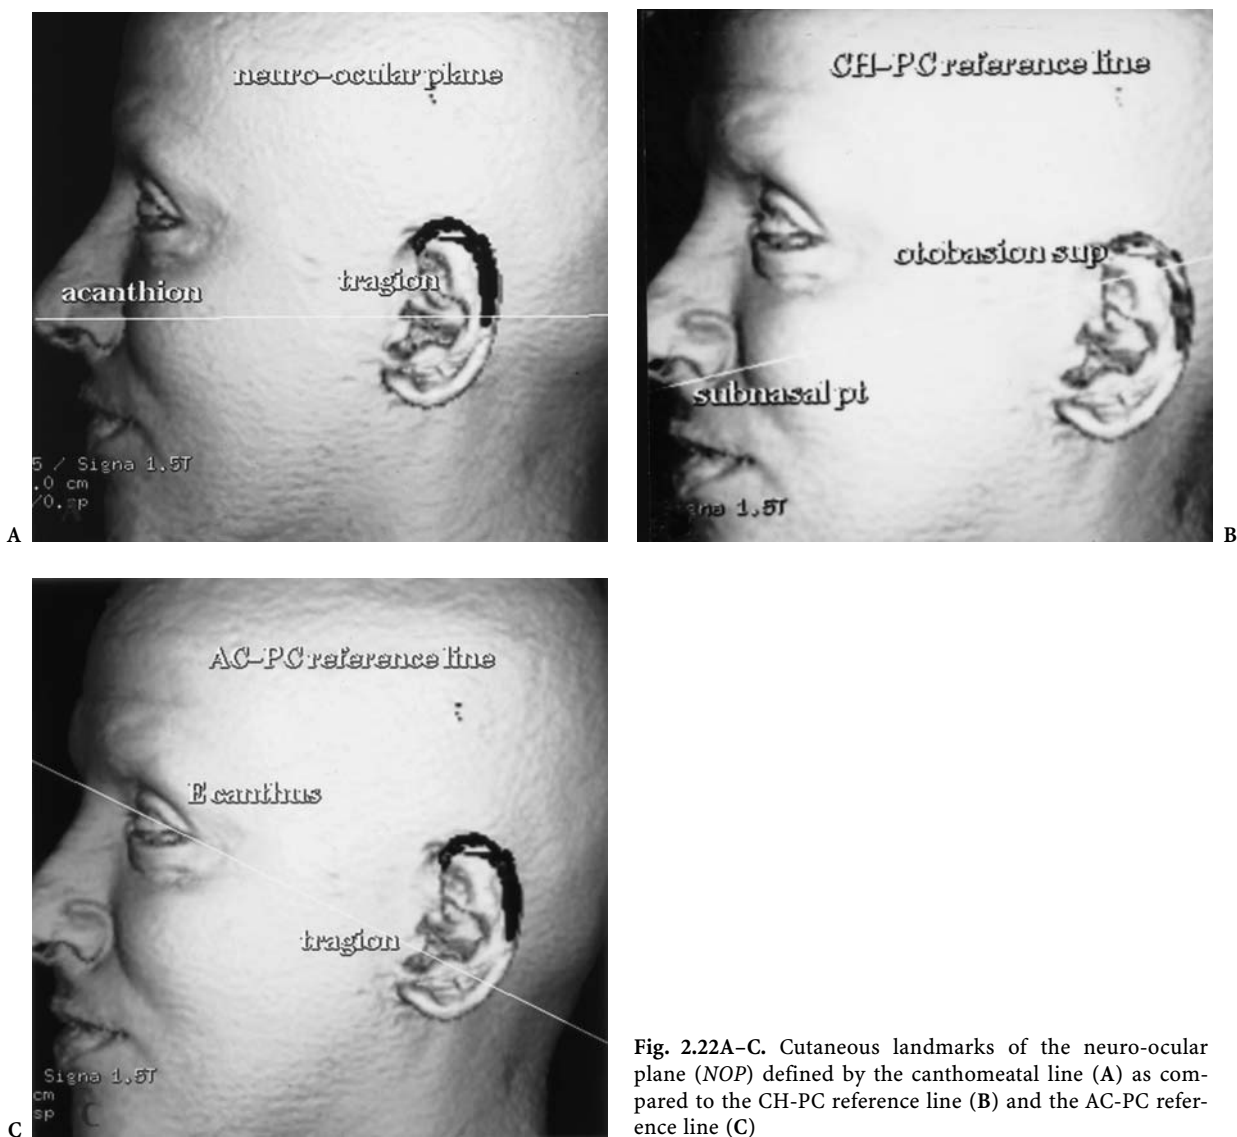 neuro-ocular plane
acanthion
tragion
5 / Signa 1.5T
.0 cm
/0. sp
A
CH-PC reference line
otobasion sup
subnasal pt
1.5T
B
AC-PC reference line
E canthus
tragion
Signa 1.5T
cm
sp
C
Fig. 2.22A–C. Cutaneous landmarks of the neuro-ocular
plane (NOP) defined by the canthomeatal line (A) as com-
pared to the CH-PC reference line (B) and the AC-PC refer-
ence line (C)